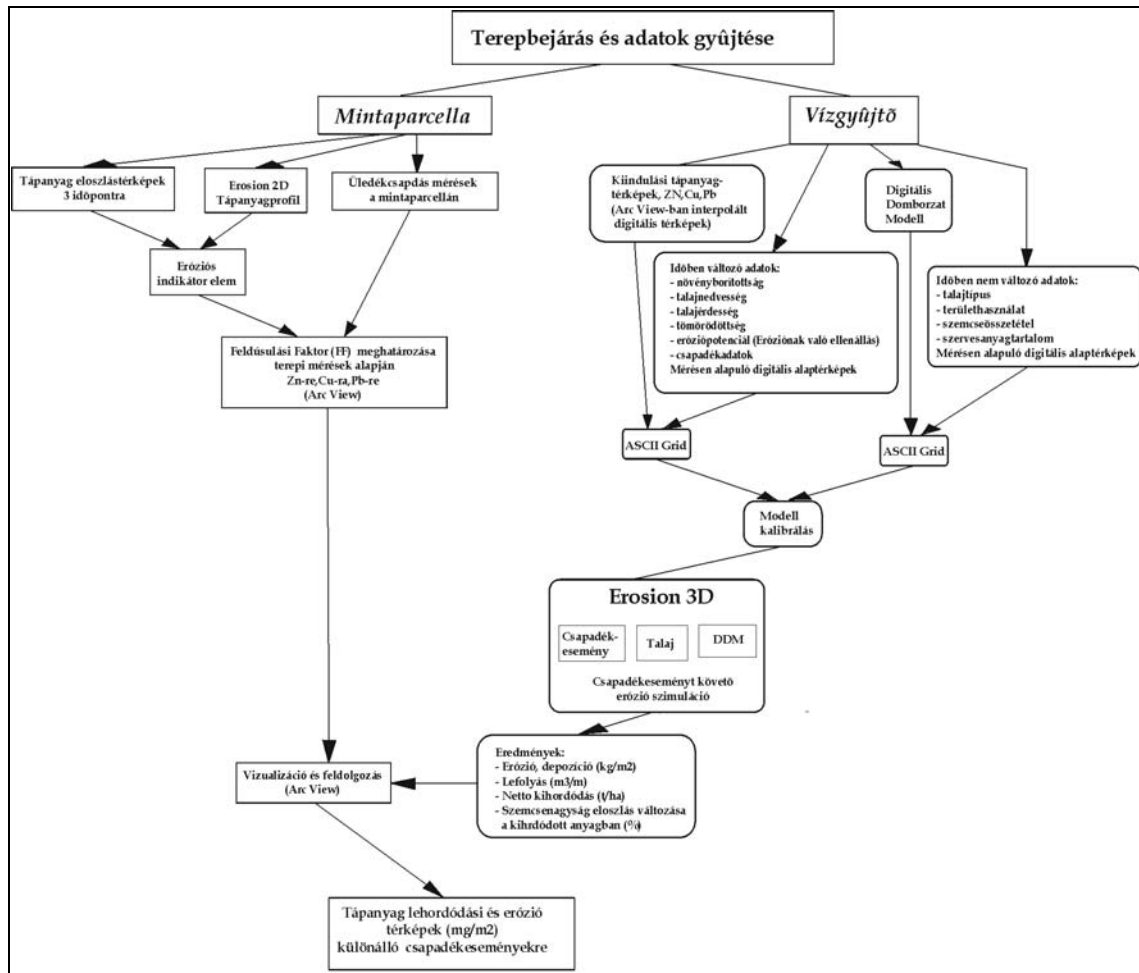 Terepbejárás és adatok gyûjtése
Mintaparcella
Vízgyûjtõ
Tápanyag eloszlástérképek
3 idõpontra
Erosion 2D
Tápanyagprofil
Üledékcsapdás mérések
a mintaparcellán
Kiindulási tápanyag-
térképek, ZN,Cu,Pb
(Arc View-ban interpolált
digitális térképek)
Digitális
Domborzat
Modell
Eróziós
indikátor elem
Idõben változó adatok:
- növényborítottság
- talajnedvesség
- talajérdesség
- tömörödöttség
- eróziópotenciál (Eróziónak való ellenállás)
- csapadékadatok
Mérésen alapuló digitális alaptérképek
Idõben nem változó adatok:
- talajtípus
- területhasználat
- szemcseösszetétel
- szervesanyagtartalom
Mérésen alapuló digitális alaptérképek
Feldúsulási Faktor (FF) meghatározása
terepi mérések alapján
Zn-re,Cu-ra,Pb-re
(Arc View)
ASCII Grid
ASCII Grid
Modell
kalibrálás
Erosion 3D
Csapadék-
esemény
Talaj
DDM
Csapadékeseményt követõ
erózió szimuláció
Eredmények:
- Erózió, depozíció (kg/m2)
- Lefolyás (m3/m)
- Netto kihordódás (t/ha)
- Szemcsenagyság eloszlás változása
a kihrdódott anyagban (%)
Vizualizáció és feldolgozás
(Arc View)
Tápanyag lehordódási és erózió
térképek (mg/m2)
különálló csapadékeseményekre